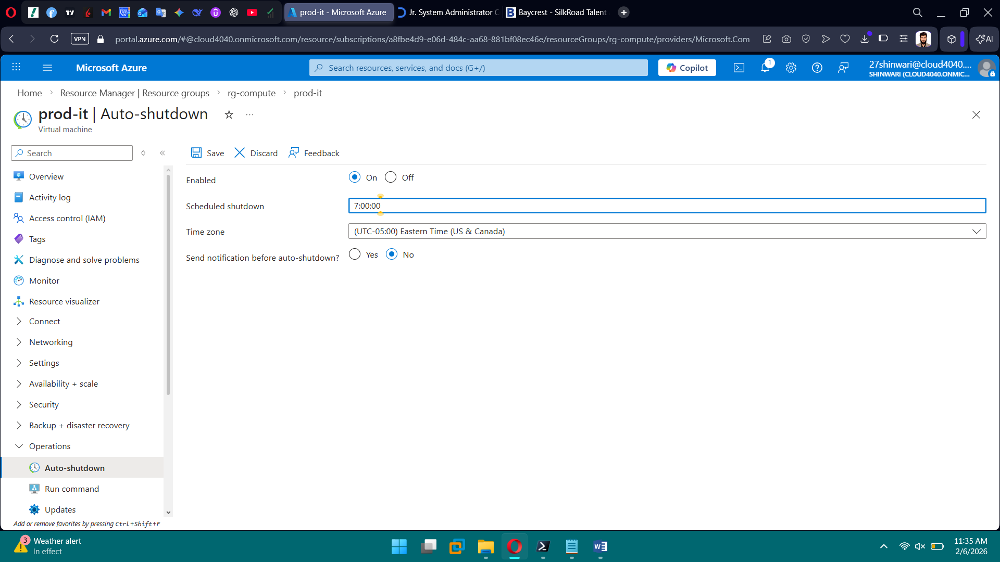 prod-it - Microsoft Azure
Jr. System Administrator
Baycrest - SilkRoad Talent
VPN
portal.azure.com/#@cloud4040.onmicrosoft.com/resource/subscriptions/a8fbe4d9-e06d-484c-aa68-881bf08ec46e/resourceGroups/rg-compute/providers/Microsoft.Com
AI
Microsoft Azure
Search resources, services, and docs (G+/)
Copilot
1
27shinwari@cloud4040....
SHINWARI (CLOUD4040.ONMIC...
Home
Resource Manager | Resource groups
rg-compute
prod-it
prod-it | Auto-shutdown
Virtual machine
Search
Save
Discard
Feedback
Overview
Activity log
Access control (IAM)
Tags
Diagnose and solve problems
Monitor
Resource visualizer
Connect
Networking
Settings
Availability + scale
Security
Backup + disaster recovery
Operations
Auto-shutdown
Run command
Updates
Add or remove favorites by pressing Ctrl+Shift+F
Enabled
On
Off
Scheduled shutdown
7:00:00
Time zone
(UTC-05:00) Eastern Time (US & Canada)
Send notification before auto-shutdown?
Yes
No
3
Weather alert
In effect
11:35 AM
2/6/2026